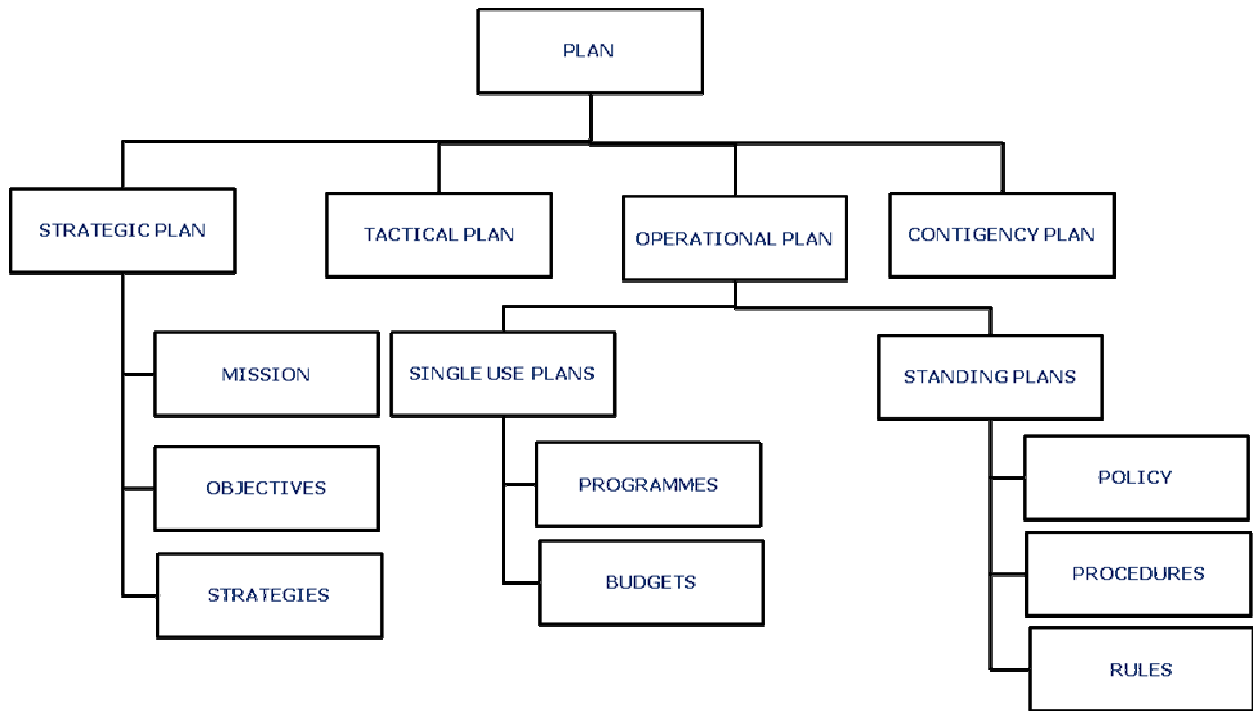 PLAN
STRATEGIC PLAN
TACTICAL PLAN
OPERATIONAL PLAN
CONTIGENCY PLAN
MISSION
SINGLE USE PLANS
STANDING PLANS
OBJECTIVES
PROGRAMMES
POLICY
STRATEGIES
BUDGETS
PROCEDURES
RULES